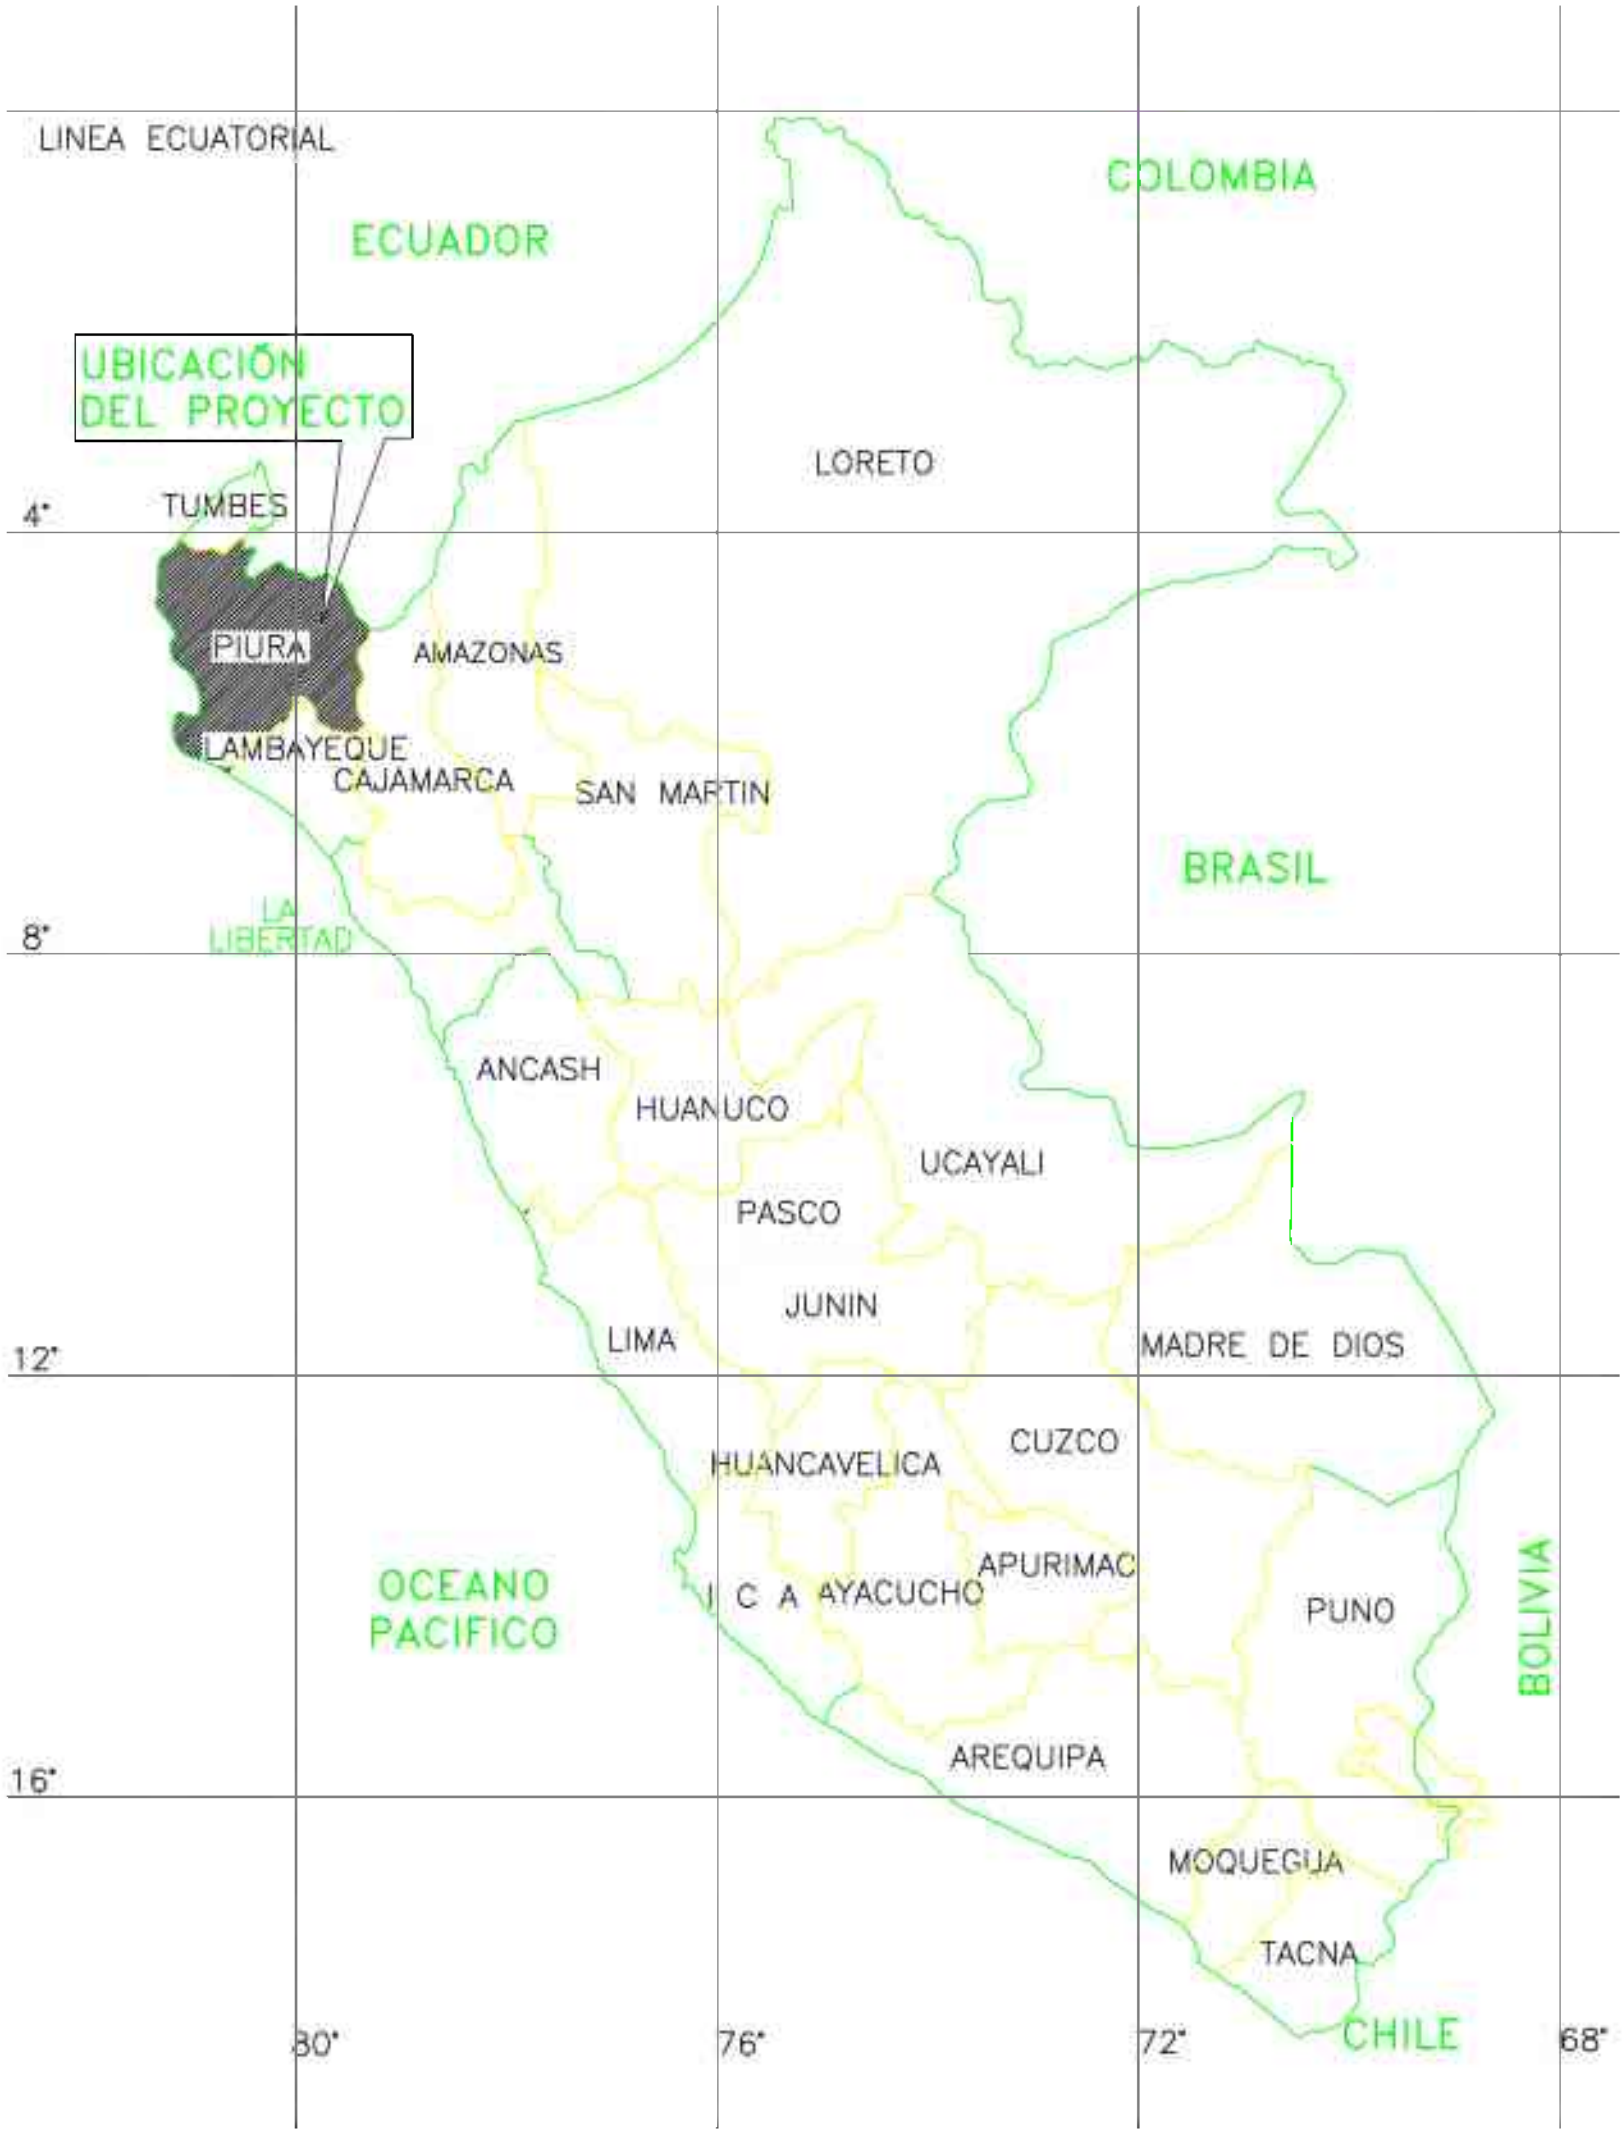 LINEA ECUATORIAL
COLOMBIA
ECUADOR
UBICACIÓN
DEL PROYECTO
LORETO
TUMBES
4°
PIURA
AMAZONAS
LAMBAYEQUE
CAJAMARCA
SAN MARTIN
BRASIL
LA
LIBERTAD
8°
ANCASH
HUANUCO
UCAYALI
PASCO
JUNIN
LIMA
MADRE DE DIOS
12°
CUZCO
HUANCAVELICA
APURIMAC
OCEANO
PACIFICO
I C A
AYACUCHO
PUNO
BOLIVIA
AREQUIPA
16°
MOQUEGUA
TACNA
CHILE
80°
76°
72°
68°